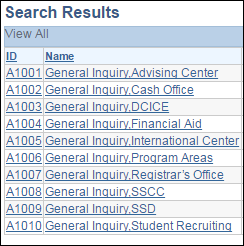 Search Results
View All
ID Name
A1001 General Inquiry,Advising Center
A1002 General Inquiry,Cash Office
A1003 General Inquiry,DCICE
A1004 General Inquiry,Financial Aid
A1005 General Inquiry,International Center
A1006 General Inquiry,Program Areas
A1007 General Inquiry,Registrar's Office
A1008 General Inquiry,SSCC
A1009 General Inquiry,SSD
A1010 General Inquiry,Student Recruiting